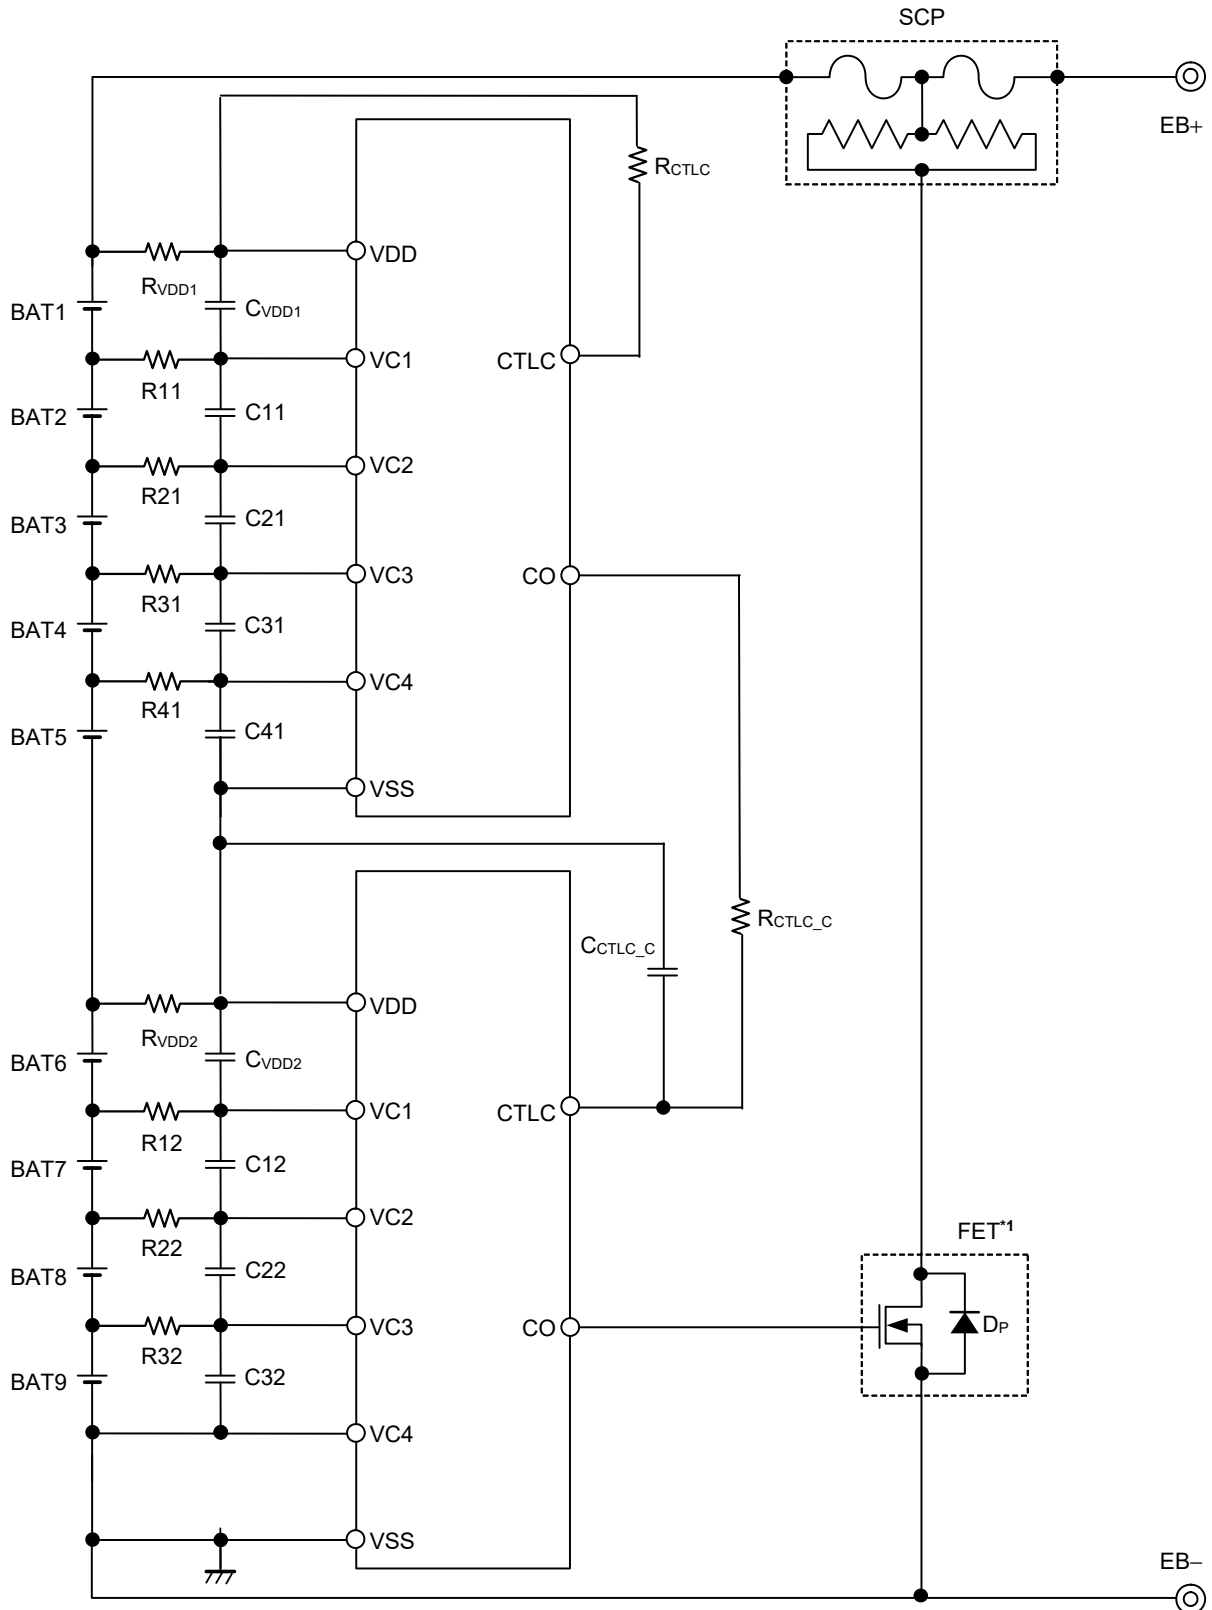 SCP
EB+
RCTLC
VDD
RVDD1
CVDD1
BAT1
VC1
CTLC
R11
C11
BAT2
VC2
R21
C21
BAT3
VC3
CO
R31
C31
BAT4
VC4
R41
C41
BAT5
VSS
RCTLC_C
CCTLC_C
VDD
RVDD2
CVDD2
BAT6
VC1
CTLC
R12
C12
BAT7
VC2
FET*1
R22
C22
BAT8
VC3
CO
DP
R32
C32
BAT9
VC4
VSS
EB−